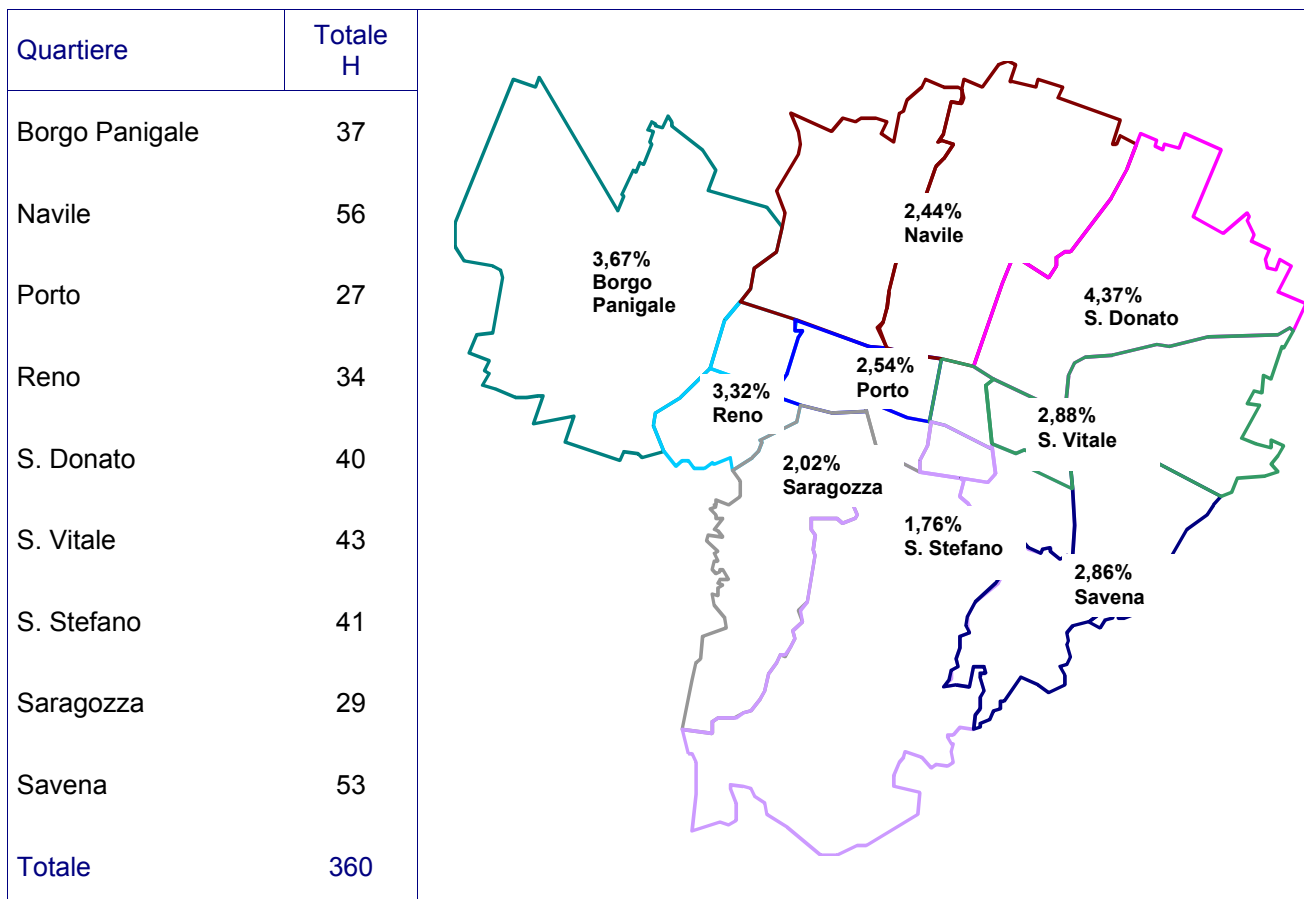 Quartiere
Totale
H
Borgo Panigale 37
Navile 56
Porto 27
Reno 34
S. Donato 40
S. Vitale 43
S. Stefano 41
Saragozza 29
Savena 53
Totale 360
2,44%
Navile
3,67%
Borgo
Panigale
4,37%
S. Donato
2,54%
Porto
3,32%
Reno
2,88%
S. Vitale
2,02%
Saragozza
1,76%
S. Stefano
2,86%
Savena